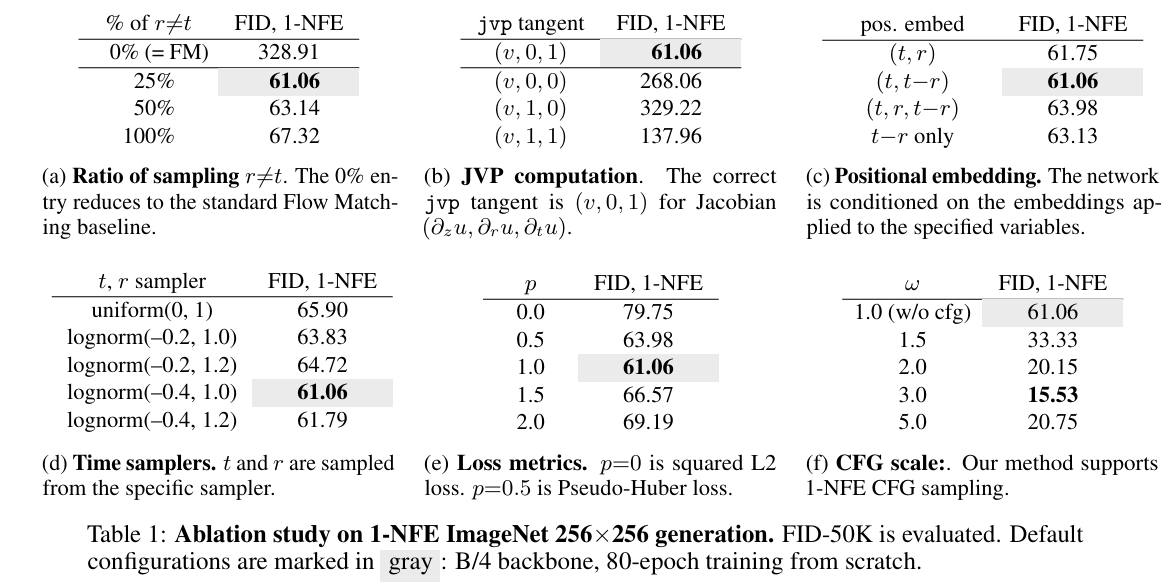 % of r≠t FID, 1-NFE
0% (= FM) 328.91
25% 61.06
50% 63.14
100% 67.32
(a) Ratio of sampling r≠t. The 0% en-
try reduces to the standard Flow Match-
ing baseline.
jvp tangent FID, 1-NFE
(v, 0, 1) 61.06
(v, 0, 0) 268.06
(v, 1, 0) 329.22
(v, 1, 1) 137.96
(b) JVP computation. The correct
jvp tangent is (v, 0, 1) for Jacobian
(∂zu, ∂ru, ∂tu).
pos. embed FID, 1-NFE
(t, r) 61.75
(t, t−r) 61.06
(t, r, t−r) 63.98
t−r only 63.13
(c) Positional embedding. The network
is conditioned on the embeddings ap-
plied to the specified variables.
t, r sampler FID, 1-NFE
uniform(0, 1) 65.90
lognorm(–0.2, 1.0) 63.83
lognorm(–0.2, 1.2) 64.72
lognorm(–0.4, 1.0) 61.06
lognorm(–0.4, 1.2) 61.79
(d) Time samplers. t and r are sampled
from the specific sampler.
p FID, 1-NFE
0.0 79.75
0.5 63.98
1.0 61.06
1.5 66.57
2.0 69.19
(e) Loss metrics. p=0 is squared L2
loss. p=0.5 is Pseudo-Huber loss.
ω FID, 1-NFE
1.0 (w/o cfg) 61.06
1.5 33.33
2.0 20.15
3.0 15.53
5.0 20.75
(f) CFG scale:. Our method supports
1-NFE CFG sampling.
Table 1: Ablation study on 1-NFE ImageNet 256×256 generation. FID-50K is evaluated. Default
configurations are marked in gray : B/4 backbone, 80-epoch training from scratch.